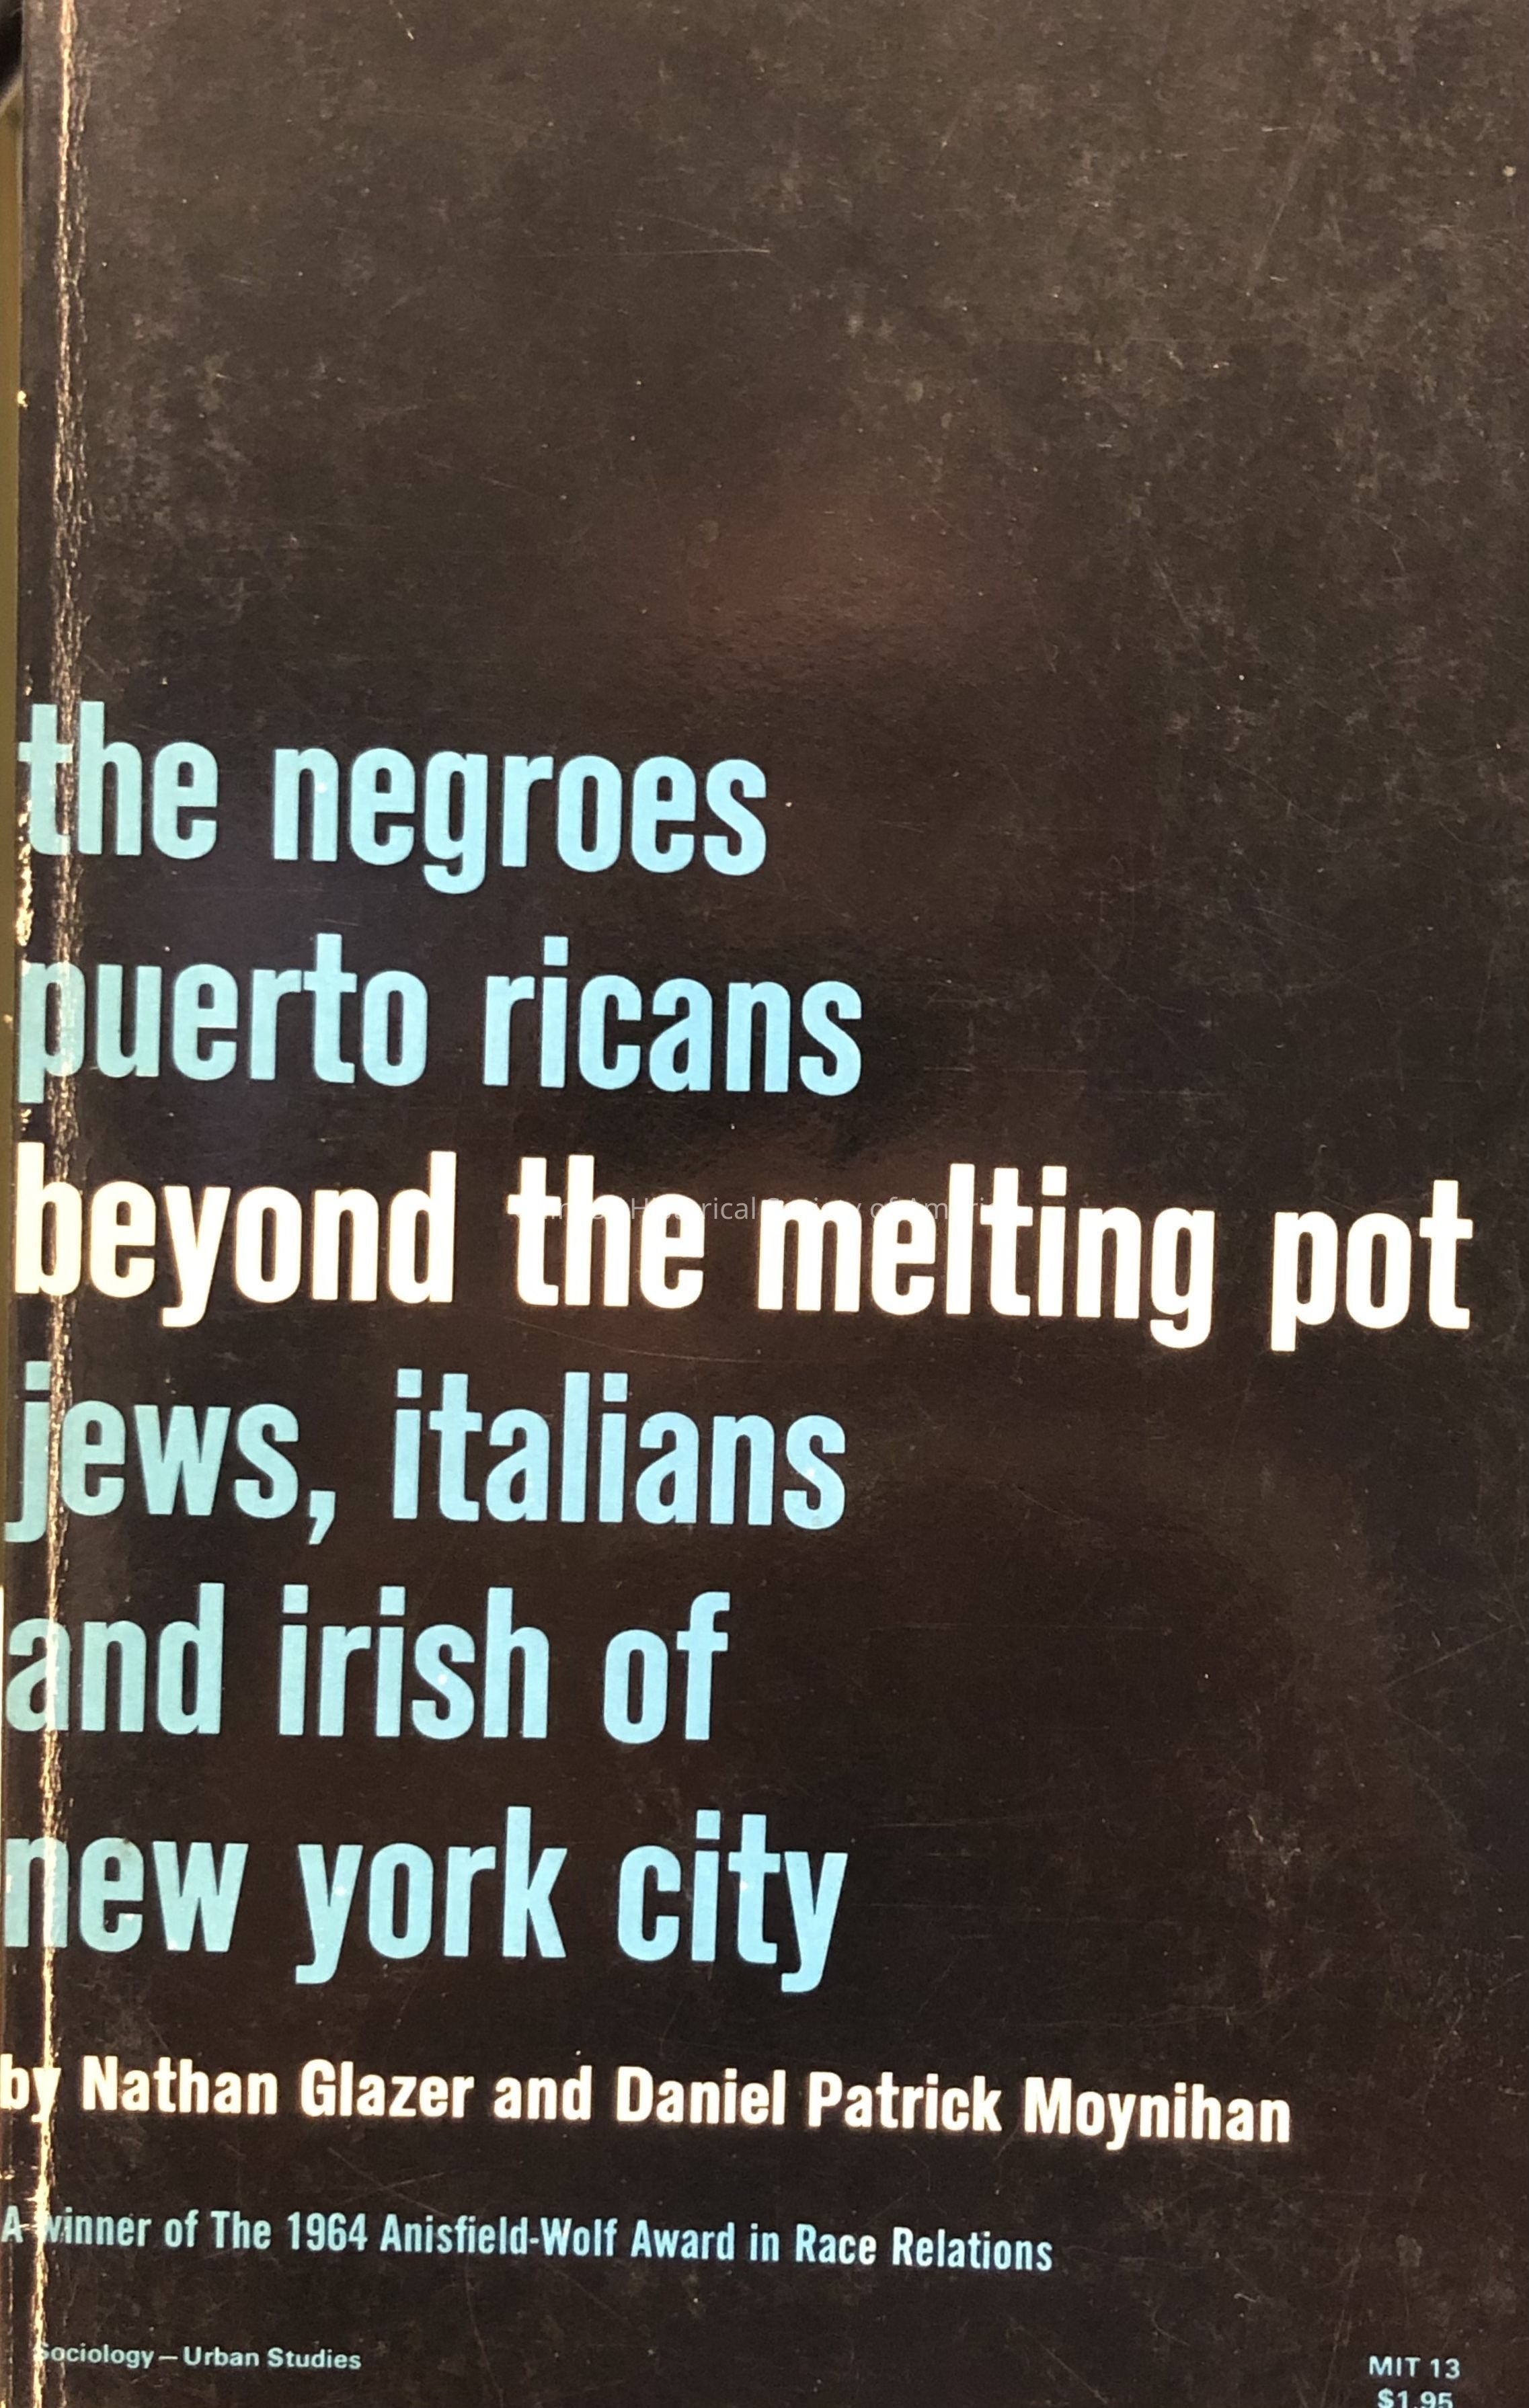 the negroes
puerto ricans
beyond the melting pot
jews, italians
and irish of
new york city
by Nathan Glazer and Daniel Patrick Moynihan
A winner of The 1964 Anisfield-Wolf Award in Race Relations
Sociology — Urban Studies
MIT 13
$1.95